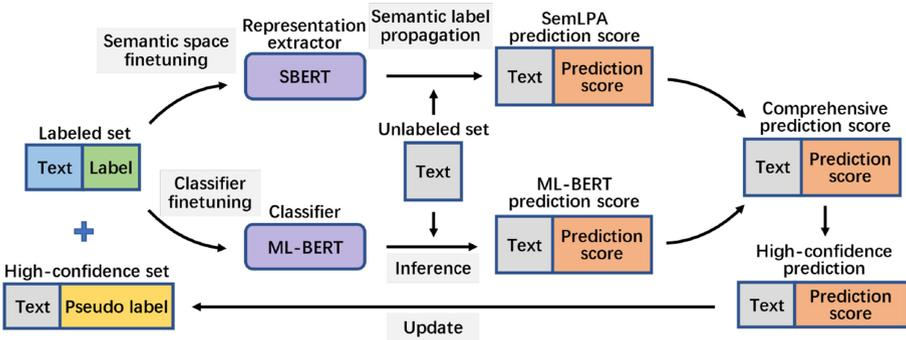 Semantic space
finetuning
Representation
extractor
SBERT
Semantic label
propagation
SemLPA
prediction score
Text
Prediction
score
Labeled set
Text
Label
Unlabeled set
Text
Comprehensive
prediction score
Text
Prediction
score
Classifier
finetuning
Classifier
ML-BERT
Inference
ML-BERT
prediction score
Text
Prediction
score
High-confidence set
Text
Pseudo label
Update
High-confidence
prediction
Text
Prediction
score